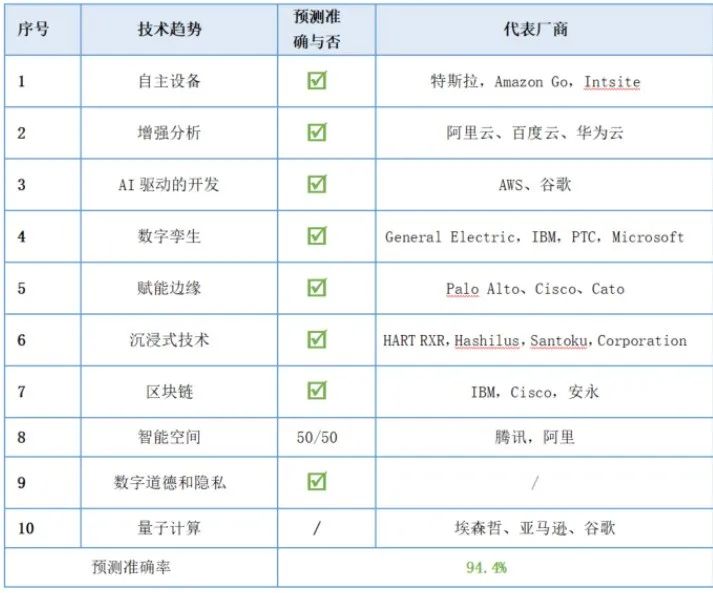 序号 技术趋势 预测准确与否 代表厂商
1 自主设备 ☑ 特斯拉，Amazon Go，Intsite
2 增强分析 ☑ 阿里云、百度云、华为云
3 AI 驱动的开发 ☑ AWS、谷歌
4 数字孪生 ☑ General Electric，IBM，PTC，Microsoft
5 赋能边缘 ☑ Palo Alto、Cisco、Cato
6 沉浸式技术 ☑ HART RXR，Hashilus，Santoku，Corporation
7 区块链 ☑ IBM，Cisco，安永
8 智能空间 50/50 腾讯，阿里
9 数字道德和隐私 ☑ /
10 量子计算 / 埃森哲、亚马逊、谷歌
预测准确率 94.4%